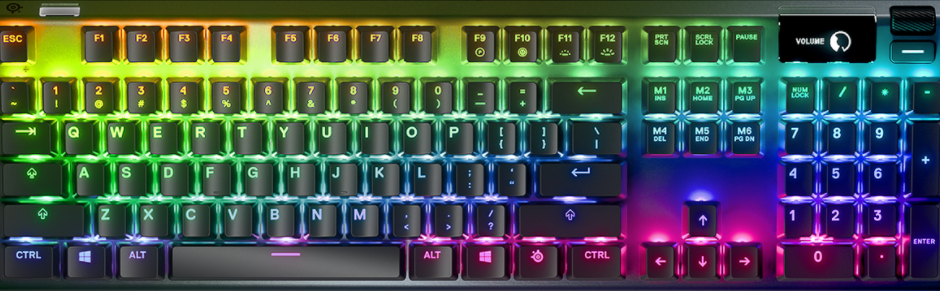 ESC F1 F2 F3 F4 F5 F6 F7 F8 F9 F10 F11 F12 PRT SCN SCRL LOCK PAUSE VOLUME
` ~ 1 ! 2 @ 3 # 4 $ 5 % 6 ^ 7 & 8 * 9 ( 0 ) - _ = + ← M1 INS M2 HOME M3 PG UP NUM LOCK / * -
Q W E R T Y U I O P [ { ] } \ | M4 DEL M5 END M6 PG DN 7 8 9 +
A S D F G H J K L ; : ' " 4 5 6
Z X C V B N M , < . > / ? ↑ 1 2 3 ENTER
CTRL ALT ALT CTRL ← ↓ → 0 .